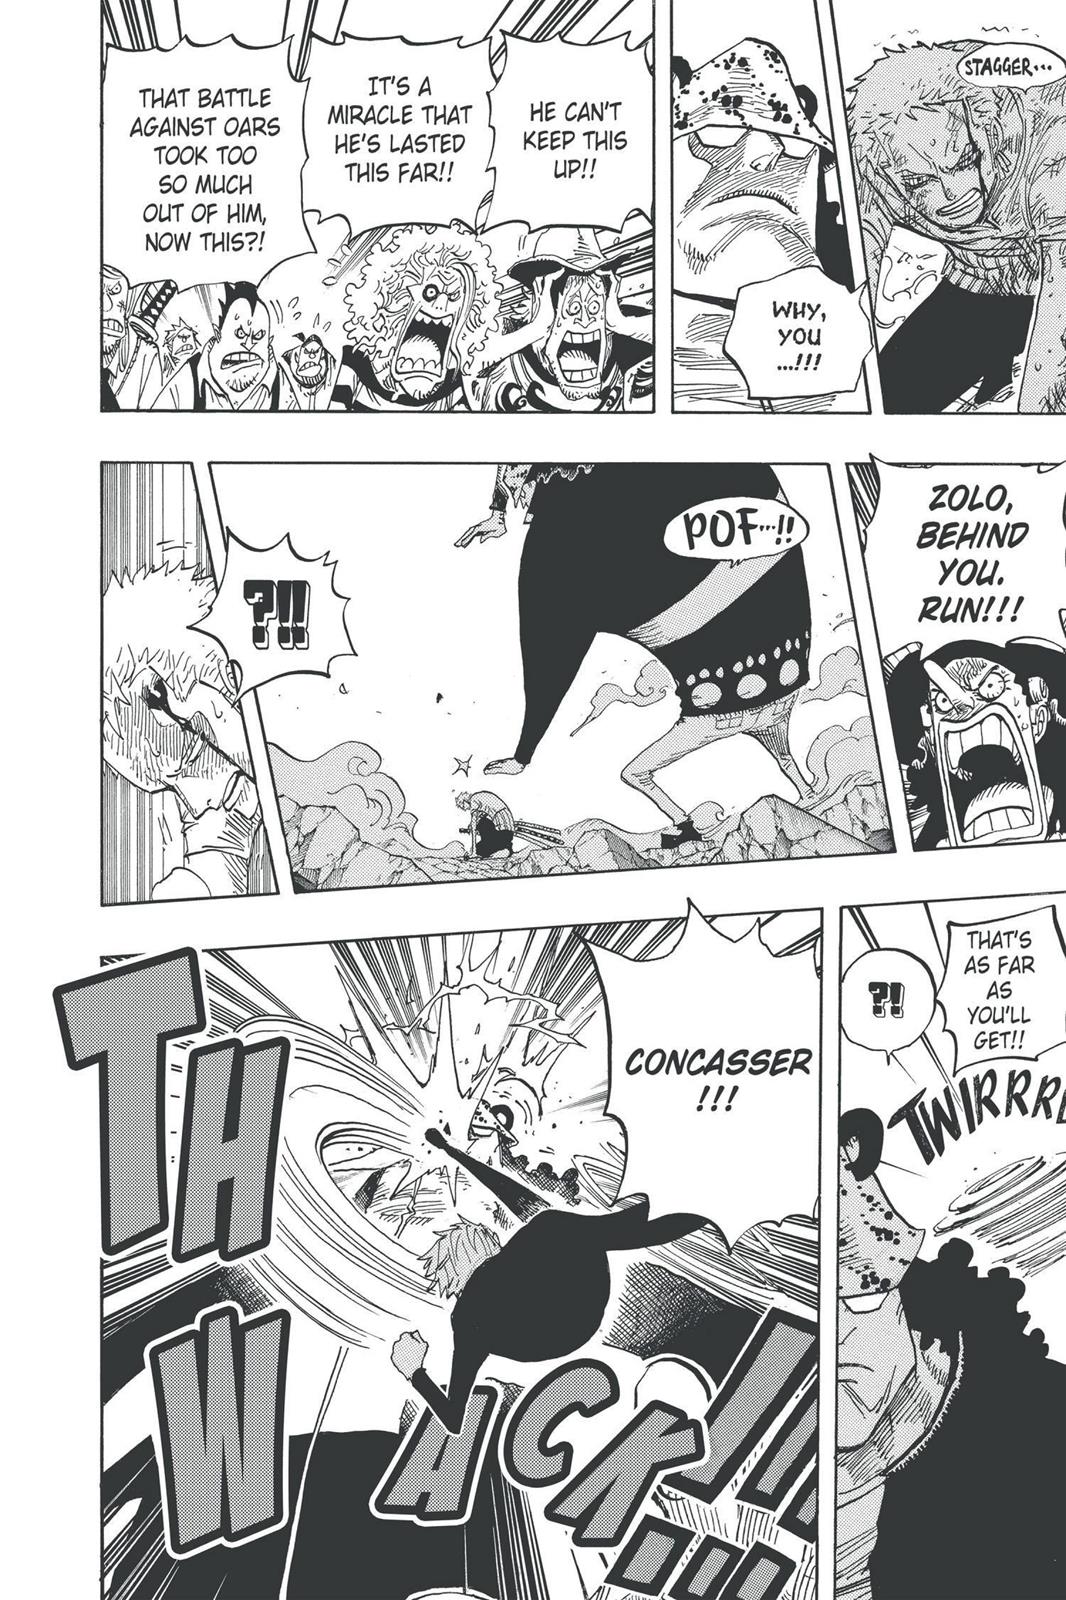 STAGGER...
WHY,
YOU
...!!!
HE CAN'T
KEEP THIS
UP!!
IT'S A
MIRACLE THAT
HE'S LASTED
THIS FAR!!
THAT BATTLE
AGAINST OARS
TOOK TOO
SO MUCH
OUT OF HIM,
NOW THIS?!
ZOLO,
BEHIND
YOU.
RUN!!!
POF...!!
?!!
THAT'S
AS FAR
AS
YOU'LL
GET!!
?!
TWIRRR
CONCASSER
!!!
THWACK!!!